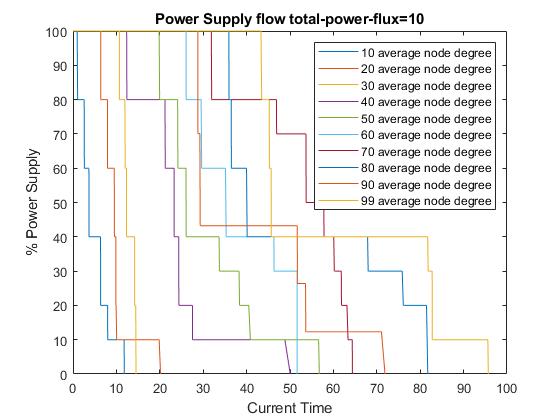 Power Supply flow total-power-flux=10
100
90
80
70
60
50
40
30
20
10
0
% Power Supply
10 average node degree
20 average node degree
30 average node degree
40 average node degree
50 average node degree
60 average node degree
70 average node degree
80 average node degree
90 average node degree
99 average node degree
0 10 20 30 40 50 60 70 80 90 100
Current Time